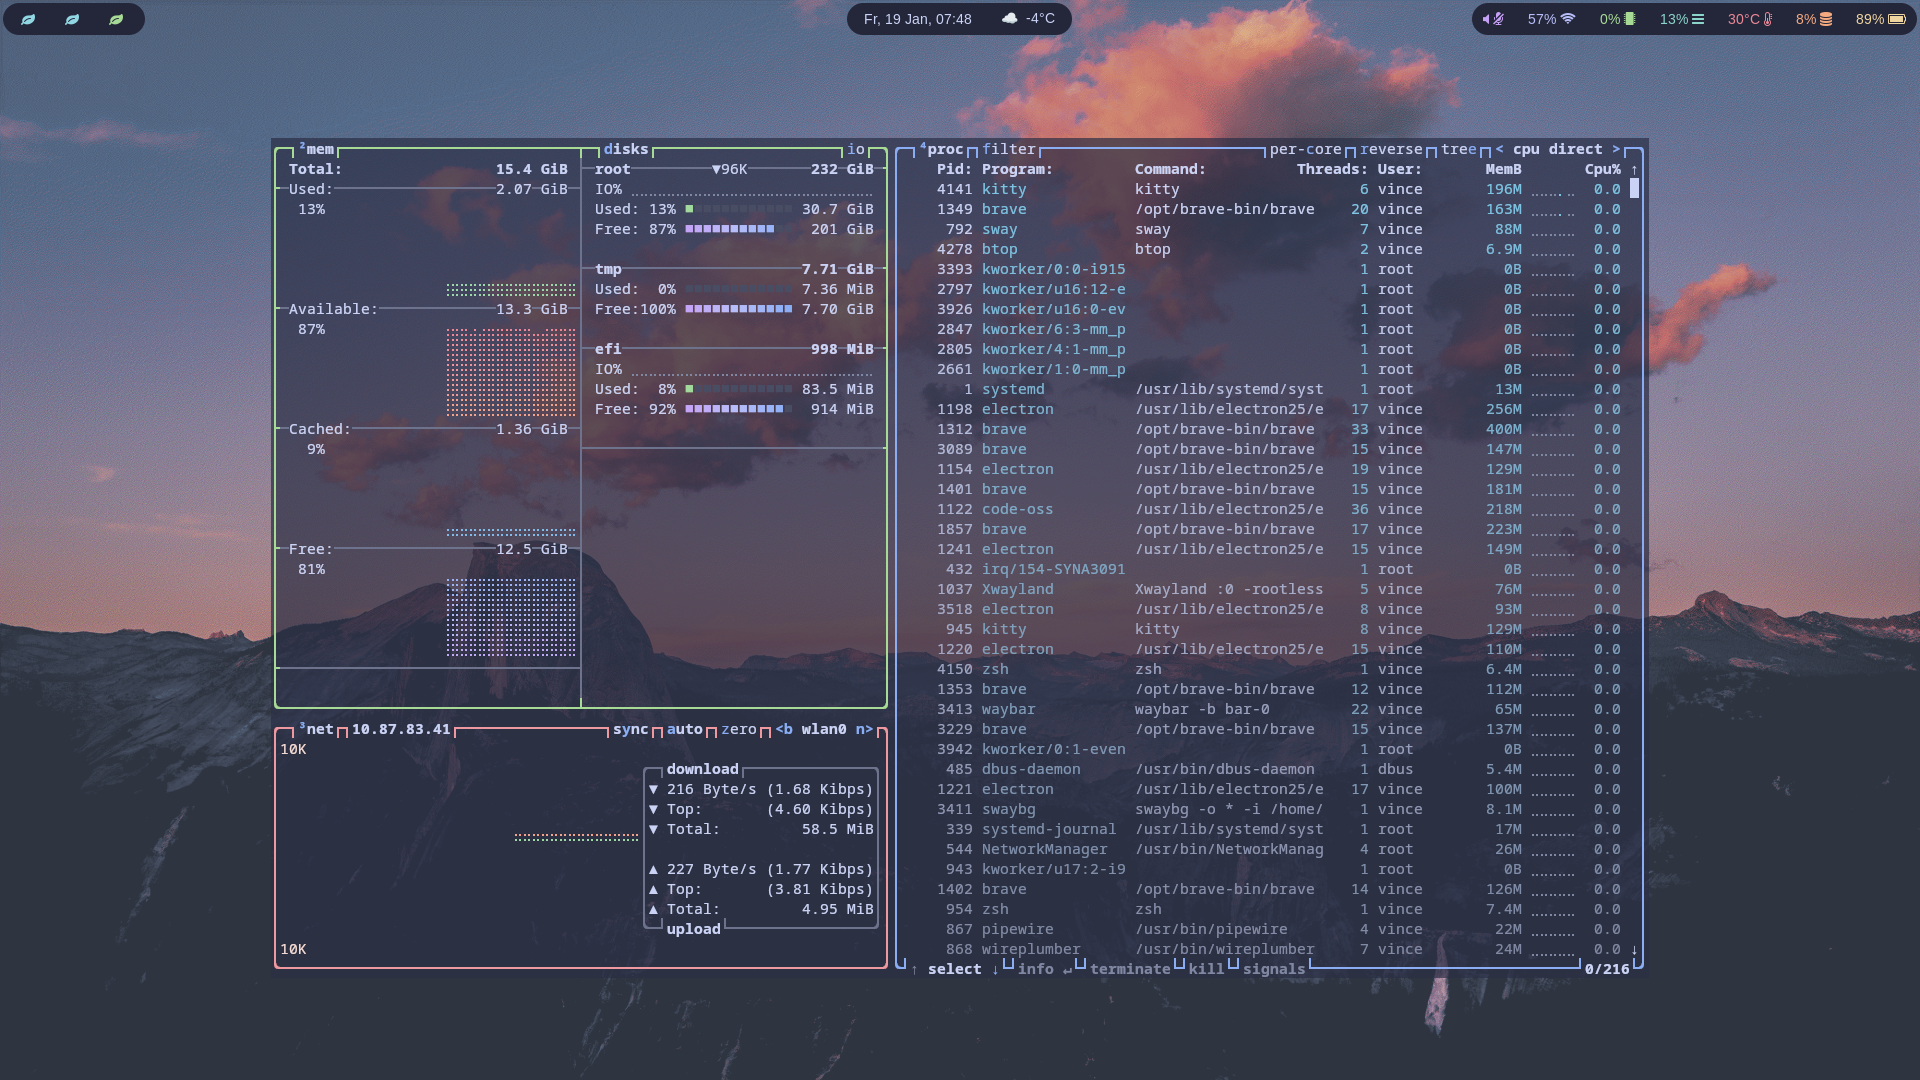 Fr, 19 Jan, 07:48 -4°C
57% 0% 13% 30°C 8% 89%
²mem disks io
Total: 15.4 GiB
Used: 2.07 GiB
13%
Available: 13.3 GiB
87%
Cached: 1.36 GiB
9%
Free: 12.5 GiB
81%
root ▼96K 232 GiB
IO%
Used: 13% 30.7 GiB
Free: 87% 201 GiB
tmp 7.71 GiB
Used: 0% 7.36 MiB
Free:100% 7.70 GiB
efi 998 MiB
IO%
Used: 8% 83.5 MiB
Free: 92% 914 MiB
³net 10.87.83.41 sync auto zero <b wlan0 n>
10K
download
▼ 216 Byte/s (1.68 Kibps)
▼ Top: (4.60 Kibps)
▼ Total: 58.5 MiB
▲ 227 Byte/s (1.77 Kibps)
▲ Top: (3.81 Kibps)
▲ Total: 4.95 MiB
upload
10K
⁴proc filter per-core reverse tree < cpu direct >
Pid: Program: Command: Threads: User: MemB Cpu% ↑
4141 kitty kitty 6 vince 196M 0.0
1349 brave /opt/brave-bin/brave 20 vince 163M 0.0
792 sway sway 7 vince 88M 0.0
4278 btop btop 2 vince 6.9M 0.0
3393 kworker/0:0-i915 1 root 0B 0.0
2797 kworker/u16:12-e 1 root 0B 0.0
3926 kworker/u16:0-ev 1 root 0B 0.0
2847 kworker/6:3-mm_p 1 root 0B 0.0
2805 kworker/4:1-mm_p 1 root 0B 0.0
2661 kworker/1:0-mm_p 1 root 0B 0.0
1 systemd /usr/lib/systemd/syst 1 root 13M 0.0
1198 electron /usr/lib/electron25/e 17 vince 256M 0.0
1312 brave /opt/brave-bin/brave 33 vince 400M 0.0
3089 brave /opt/brave-bin/brave 15 vince 147M 0.0
1154 electron /usr/lib/electron25/e 19 vince 129M 0.0
1401 brave /opt/brave-bin/brave 15 vince 181M 0.0
1122 code-oss /usr/lib/electron25/e 36 vince 218M 0.0
1857 brave /opt/brave-bin/brave 17 vince 223M 0.0
1241 electron /usr/lib/electron25/e 15 vince 149M 0.0
432 irq/154-SYNA3091 1 root 0B 0.0
1037 Xwayland Xwayland :0 -rootless 5 vince 76M 0.0
3518 electron /usr/lib/electron25/e 8 vince 93M 0.0
945 kitty kitty 8 vince 129M 0.0
1220 electron /usr/lib/electron25/e 15 vince 110M 0.0
4150 zsh zsh 1 vince 6.4M 0.0
1353 brave /opt/brave-bin/brave 12 vince 112M 0.0
3413 waybar waybar -b bar-0 22 vince 65M 0.0
3229 brave /opt/brave-bin/brave 15 vince 137M 0.0
3942 kworker/0:1-even 1 root 0B 0.0
485 dbus-daemon /usr/bin/dbus-daemon 1 dbus 5.4M 0.0
1221 electron /usr/lib/electron25/e 17 vince 100M 0.0
3411 swaybg swaybg -o * -i /home/ 1 vince 8.1M 0.0
339 systemd-journal /usr/lib/systemd/syst 1 root 17M 0.0
544 NetworkManager /usr/bin/NetworkManag 4 root 26M 0.0
943 kworker/u17:2-i9 1 root 0B 0.0
1402 brave /opt/brave-bin/brave 14 vince 126M 0.0
954 zsh zsh 1 vince 7.4M 0.0
867 pipewire /usr/bin/pipewire 4 vince 22M 0.0
868 wireplumber /usr/bin/wireplumber 7 vince 24M 0.0 ↓
↑ select ↓ info ↵ terminate kill signals 0/216